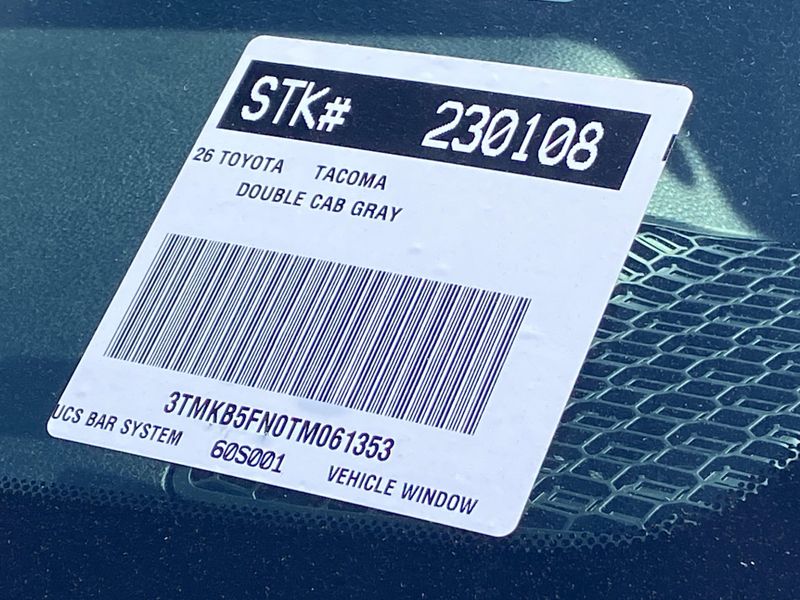 STK# 230108
26 TOYOTA TACOMA
DOUBLE CAB GRAY
3TMKB5FN0TM061353
UCS BAR SYSTEM 60S001 VEHICLE WINDOW